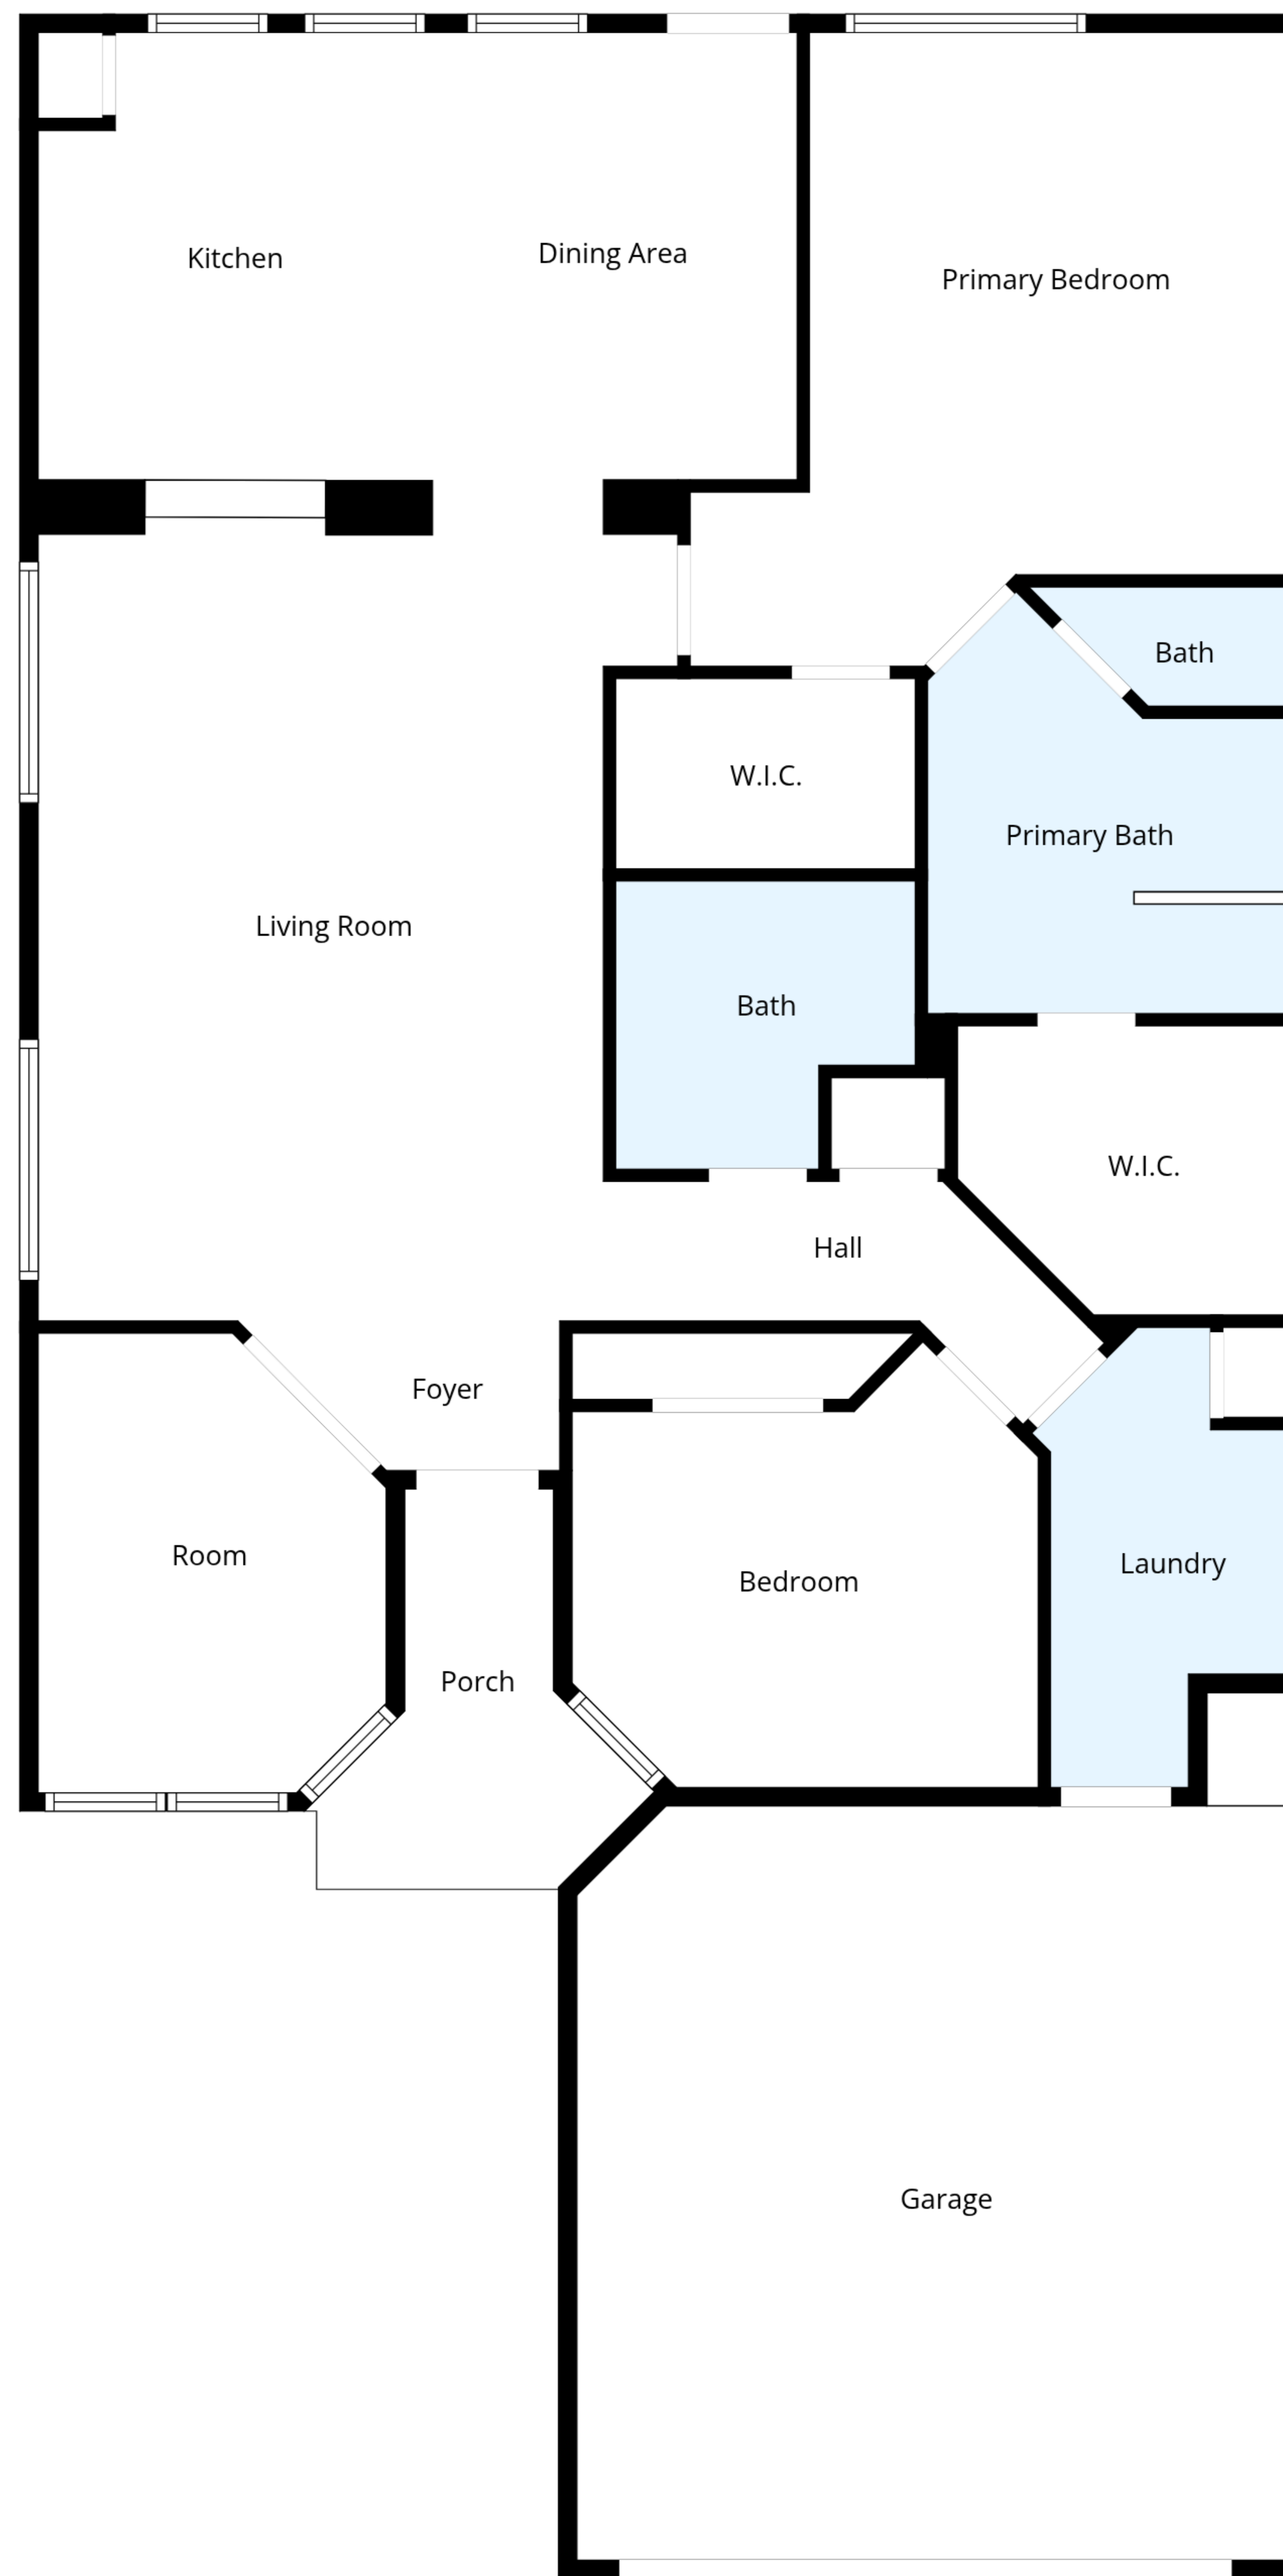 Kitchen
Dining Area
Primary Bedroom
Bath
W.I.C.
Primary Bath
Living Room
Bath
W.I.C.
Hall
Foyer
Room
Bedroom
Laundry
Porch
Garage